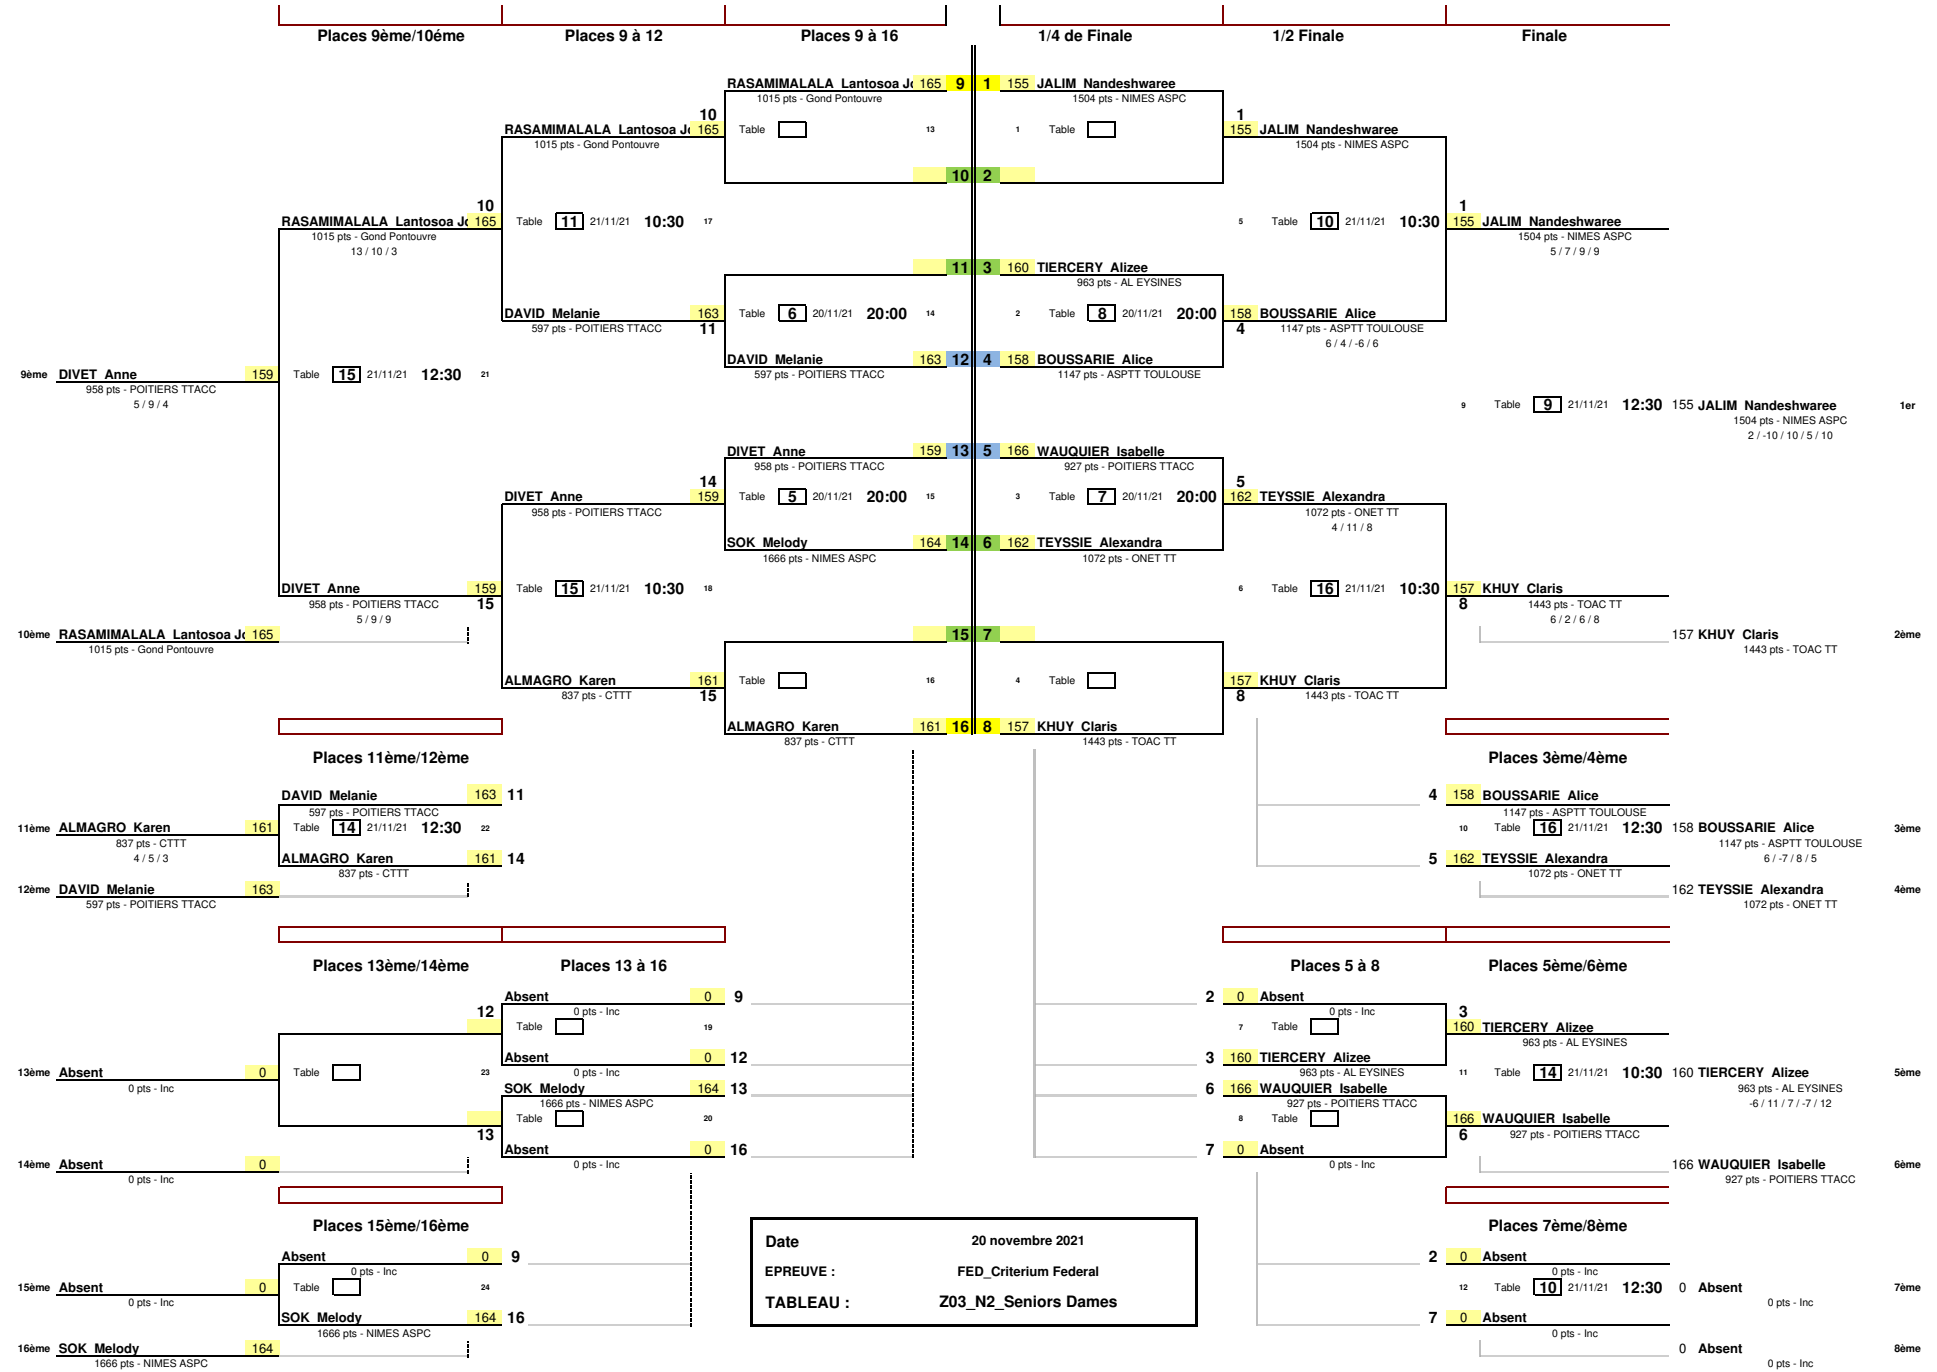 Places 9ème/10éme Places 9 à 12 Places 9 à 16 1/4 de Finale 1/2 Finale Finale
RASAMIMALALA Lantosoa Jo 165 9 1 155 JALIM Nandeshwaree
1015 pts - Gond Pontouvre 1504 pts - NIMES ASPC
10 1
RASAMIMALALA Lantosoa Jo 165 Table 13 1 Table 155 JALIM Nandeshwaree
1015 pts - Gond Pontouvre 1504 pts - NIMES ASPC
10 2
10 1
RASAMIMALALA Lantosoa Jo 165 Table 11 21/11/21 10:30 17 5 Table 10 21/11/21 10:30 155 JALIM Nandeshwaree
1015 pts - Gond Pontouvre 1504 pts - NIMES ASPC
13 / 10 / 3 5 / 7 / 9 / 9
11 3 160 TIERCERY Alizee
963 pts - AL EYSINES
DAVID Melanie 163 Table 6 20/11/21 20:00 14 2 Table 8 20/11/21 20:00 158 BOUSSARIE Alice
597 pts - POITIERS TTACC 11 4 1147 pts - ASPTT TOULOUSE
6 / 4 / -6 / 6
DAVID Melanie 163 12 4 158 BOUSSARIE Alice
597 pts - POITIERS TTACC 1147 pts - ASPTT TOULOUSE
9ème DIVET Anne 159 Table 15 21/11/21 12:30 21
958 pts - POITIERS TTACC
5 / 9 / 4
9 Table 9 21/11/21 12:30 155 JALIM Nandeshwaree 1er
1504 pts - NIMES ASPC
2 / -10 / 10 / 5 / 10
DIVET Anne 159 13 5 166 WAUQUIER Isabelle
958 pts - POITIERS TTACC 927 pts - POITIERS TTACC
14 5
DIVET Anne 159 Table 5 20/11/21 20:00 15 3 Table 7 20/11/21 20:00 162 TEYSSIE Alexandra
958 pts - POITIERS TTACC 1072 pts - ONET TT
4 / 11 / 8
SOK Melody 164 14 6 162 TEYSSIE Alexandra
1666 pts - NIMES ASPC 1072 pts - ONET TT
DIVET Anne 159 Table 15 21/11/21 10:30 18 6 Table 16 21/11/21 10:30 157 KHUY Claris
958 pts - POITIERS TTACC 15 8 1443 pts - TOAC TT
5 / 9 / 9 6 / 2 / 6 / 8
10ème RASAMIMALALA Lantosoa Jo 165 15 7 157 KHUY Claris 2ème
1015 pts - Gond Pontouvre 1443 pts - TOAC TT
ALMAGRO Karen 161 Table 16 4 Table 157 KHUY Claris
837 pts - CTTT 15 8 1443 pts - TOAC TT
ALMAGRO Karen 161 16 8 157 KHUY Claris
837 pts - CTTT 1443 pts - TOAC TT
Places 11ème/12ème Places 3ème/4ème
DAVID Melanie 163 11 4 158 BOUSSARIE Alice
597 pts - POITIERS TTACC 1147 pts - ASPTT TOULOUSE
11ème ALMAGRO Karen 161 Table 14 21/11/21 12:30 22 10 Table 16 21/11/21 12:30 158 BOUSSARIE Alice 3ème
837 pts - CTTT 1147 pts - ASPTT TOULOUSE
4 / 5 / 3 ALMAGRO Karen 161 14 5 162 TEYSSIE Alexandra 6 / -7 / 8 / 5
837 pts - CTTT 1072 pts - ONET TT
12ème DAVID Melanie 163 162 TEYSSIE Alexandra 4ème
597 pts - POITIERS TTACC 1072 pts - ONET TT
Places 13ème/14ème Places 13 à 16 Places 5 à 8 Places 5ème/6ème
Absent 0 9 2 0 Absent
12 0 pts - Inc 0 pts - Inc 3
Table 19 7 Table 160 TIERCERY Alizee
963 pts - AL EYSINES
Absent 0 12 3 160 TIERCERY Alizee
13ème Absent 0 Table 23 0 pts - Inc 963 pts - AL EYSINES 11 Table 14 21/11/21 10:30 160 TIERCERY Alizee 5ème
0 pts - Inc SOK Melody 164 13 6 166 WAUQUIER Isabelle 963 pts - AL EYSINES
1666 pts - NIMES ASPC 927 pts - POITIERS TTACC -6 / 11 / 7 / -7 / 12
Table 20 8 Table 166 WAUQUIER Isabelle
13 6 927 pts - POITIERS TTACC
Absent 0 16 7 0 Absent
14ème Absent 0 0 pts - Inc 0 pts - Inc 166 WAUQUIER Isabelle 6ème
0 pts - Inc 927 pts - POITIERS TTACC
Places 15ème/16ème Places 7ème/8ème
Date 20 novembre 2021
Absent 0 9 2 0 Absent
0 pts - Inc EPREUVE : FED_Criterium Federal 0 pts - Inc
15ème Absent 0 Table 24 12 Table 10 21/11/21 12:30 0 Absent 7ème
0 pts - Inc TABLEAU : Z03_N2_Seniors Dames 0 pts - Inc
SOK Melody 164 16 7 0 Absent
1666 pts - NIMES ASPC 0 pts - Inc
16ème SOK Melody 164 0 Absent 8ème
1666 pts - NIMES ASPC 0 pts - Inc